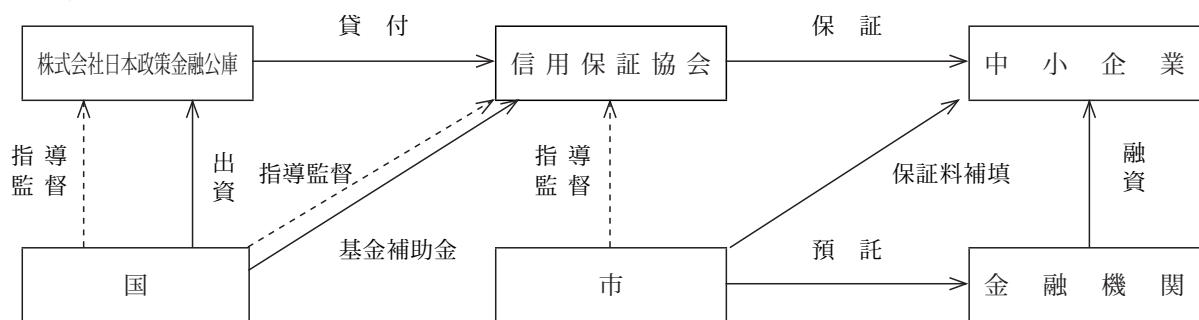 貸付
保証
株式会社日本政策金融公庫
信用保証協会
中小企業
指導
監督
出資
指導監督
指導
監督
保証料補填
融資
基金補助金
預託
国
市
金融機関